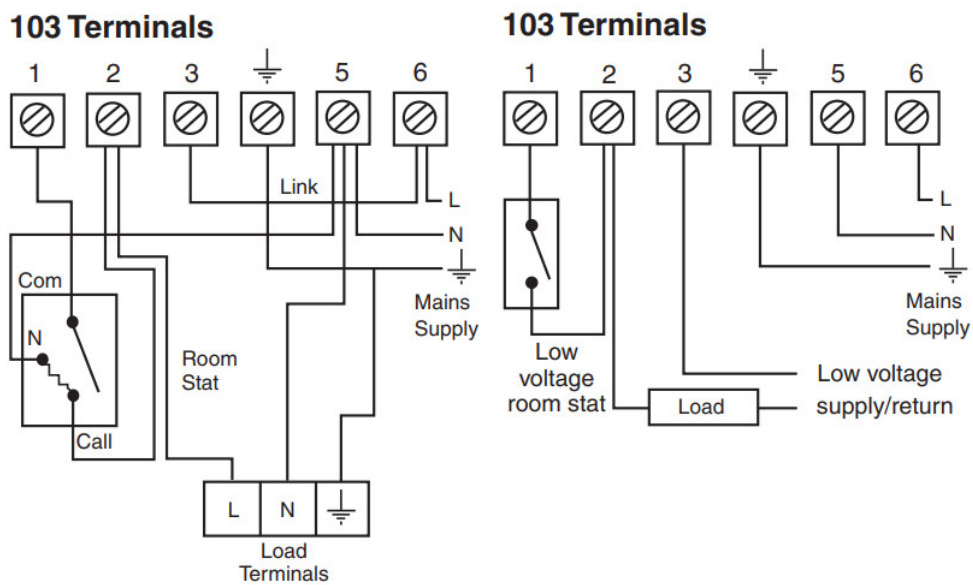 103 Terminals
1 2 3 5 6
Link
L
N
Com
N
Mains
Supply
Room
Stat
Call
L N
Load
Terminals
103 Terminals
1 2 3 5 6
L
N
Mains
Supply
Low
voltage
room stat
Load
Low voltage
supply/return